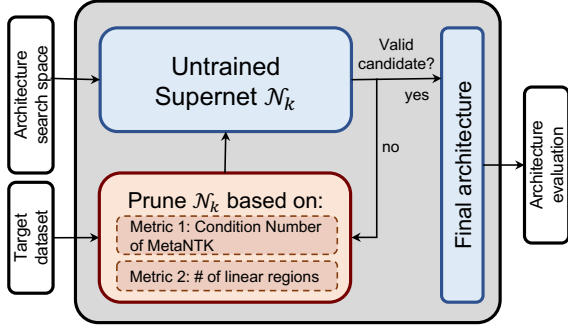 Architecture
search space
Target
dataset
Untrained
Supernet 𝒩k
Valid
candidate?
yes
no
Prune 𝒩k based on:
Metric 1: Condition Number
of MetaNTK
Metric 2: # of linear regions
Final architecture
Architecture
evaluation